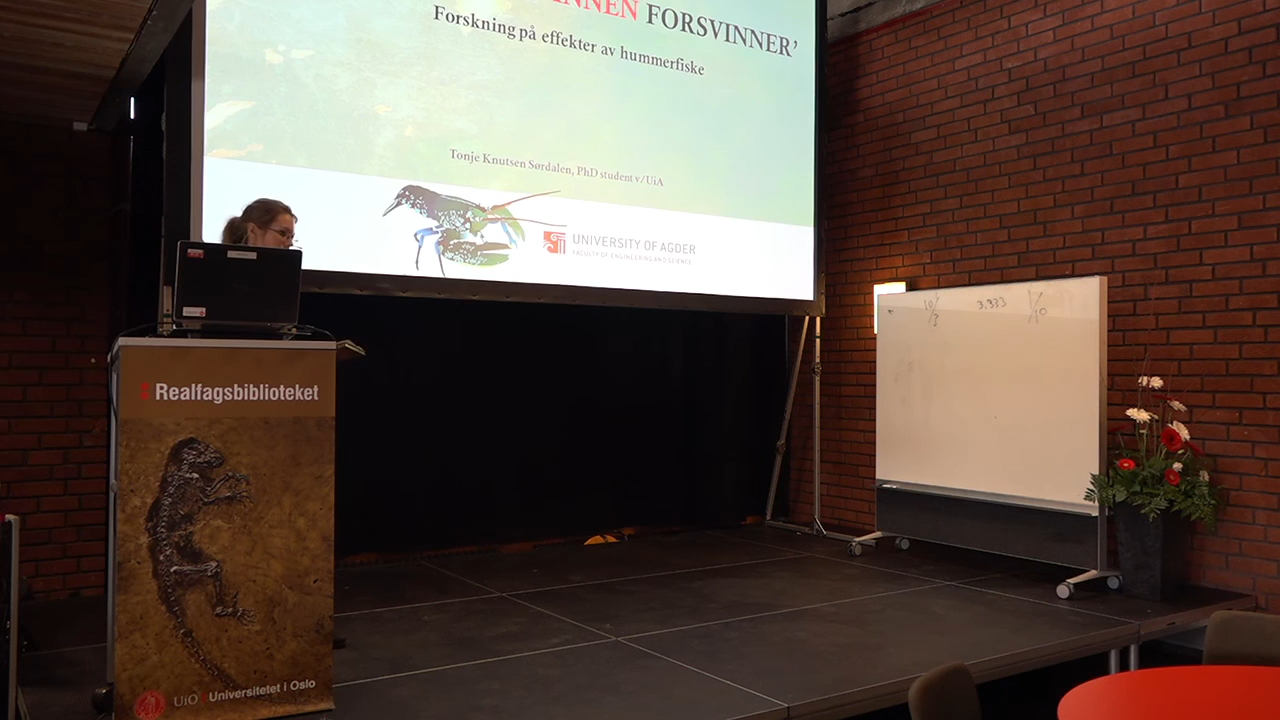 ANNEN FORSVINNER’
Forskning på effekter av hummerfiske
Tonje Knutsen Sørdalen, PhD student v/UiA
UNIVERSITY OF AGDER
FACULTY OF ENGINEERING AND SCIENCE
10/3 3,333 1/10
Realfagsbiblioteket
UiO Universitetet i Oslo